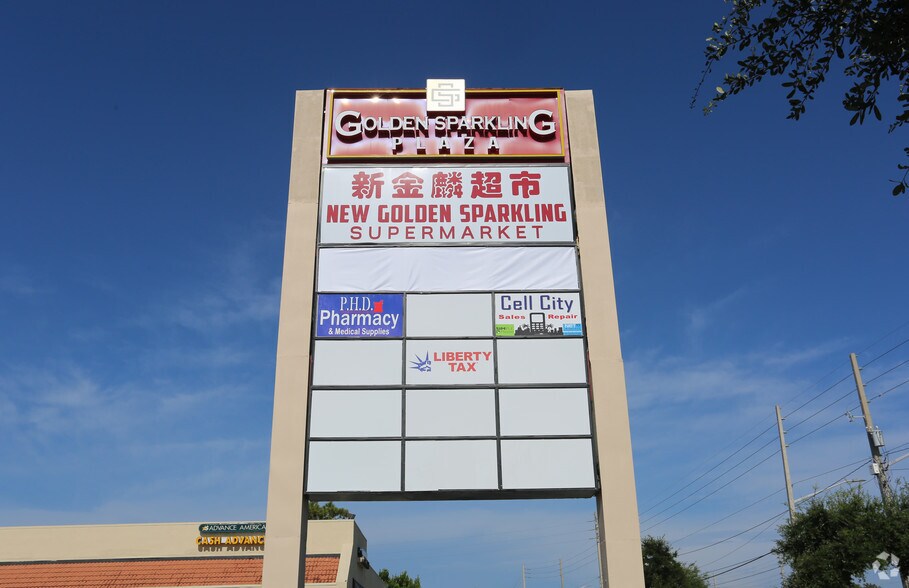 GOLDEN SPARKLING
PLAZA
新金麟超市
NEW GOLDEN SPARKLING
SUPERMARKET
P.H.D.
Pharmacy
& Medical Supplies
Cell City
Sales Repair
LIBERTY
TAX
ADVANCE AMERICA
CASH ADVANCE